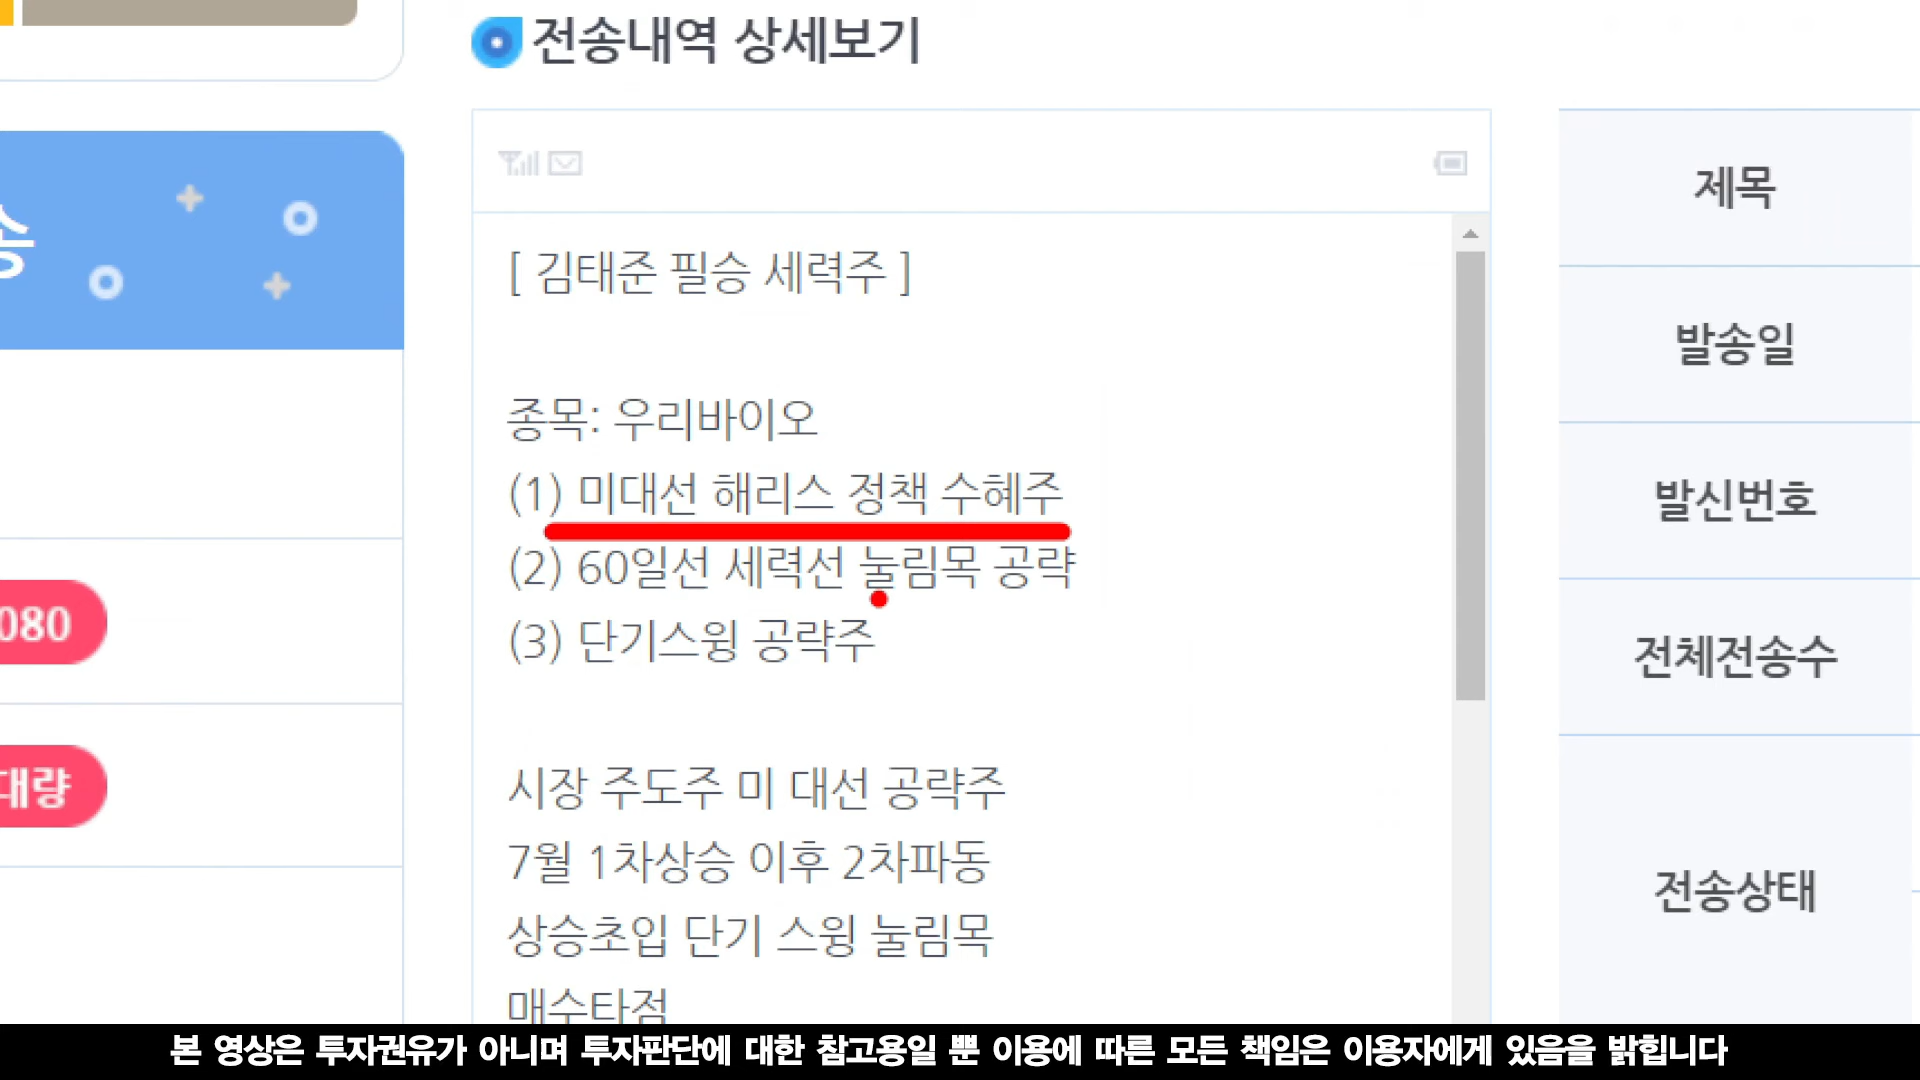 전송내역 상세보기
송
080
대량
[ 김태준 필승 세력주 ]
종목: 우리바이오
(1) 미대선 해리스 정책 수혜주
(2) 60일선 세력선 눌림목 공략
(3) 단기스윙 공략주
시장 주도주 미 대선 공략주
7월 1차상승 이후 2차파동
상승초입 단기 스윙 눌림목
매수타점
제목
발송일
발신번호
전체전송수
전송상태
본 영상은 투자권유가 아니며 투자판단에 대한 참고용일 뿐 이용에 따른 모든 책임은 이용자에게 있음을 밝힙니다